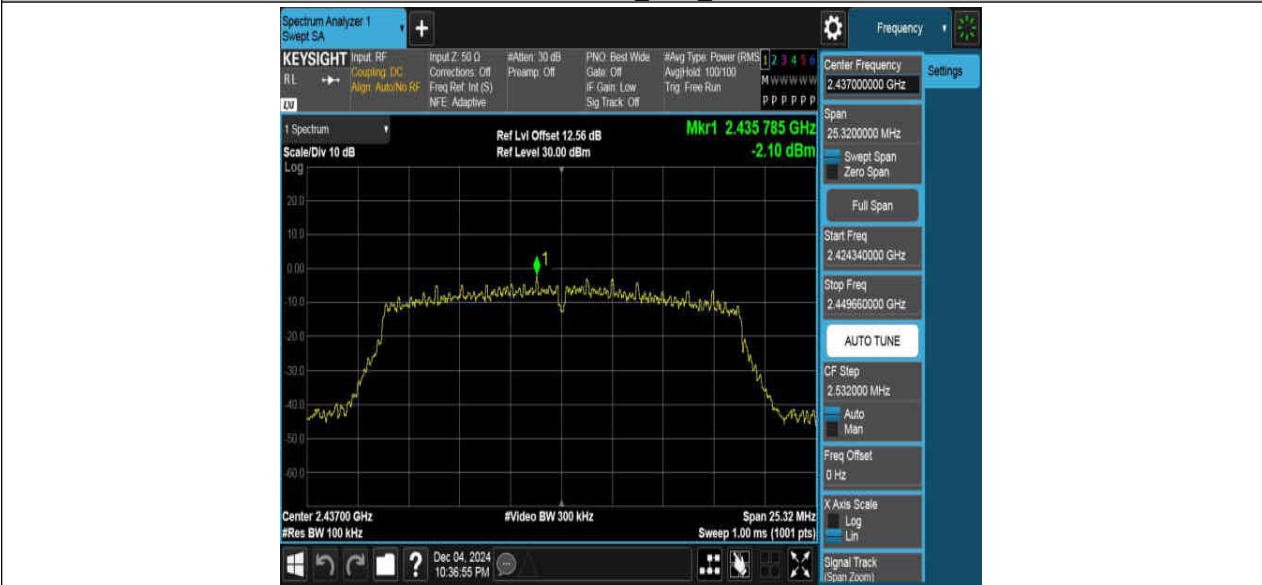 Spectrum Analyzer 1
Swept SA
+
Frequency
KEYSIGHT
RL
LXI
Input: RF
Coupling: DC
Align: Auto/No RF
Input Z: 50 Ω
Corrections: Off
Freq Ref: Int (S)
NFE: Adaptive
#Atten: 30 dB
Preamp: Off
PNO: Best Wide
Gate: Off
IF Gain: Low
Sig Track: Off
#Avg Type: Power (RMS
Avg|Hold: 100/100
Trig: Free Run
1 2 3 4 5 6
M W W W W W
P P P P P P
1 Spectrum
Scale/Div 10 dB
Log
Ref Lvl Offset 12.56 dB
Ref Level 30.00 dBm
Mkr1 2.435 785 GHz
-2.10 dBm
20.0
10.0
0.00
-10.0
-20.0
-30.0
-40.0
-50.0
-60.0
1
Center 2.43700 GHz
#Res BW 100 kHz
#Video BW 300 kHz
Span 25.32 MHz
Sweep 1.00 ms (1001 pts)
?
Dec 04, 2024
10:36:55 PM
Center Frequency
2.437000000 GHz
Span
25.3200000 MHz
Swept Span
Zero Span
Full Span
Start Freq
2.424340000 GHz
Stop Freq
2.449660000 GHz
AUTO TUNE
CF Step
2.532000 MHz
Auto
Man
Freq Offset
0 Hz
X Axis Scale
Log
Lin
Signal Track
(Span Zoom)
Settings